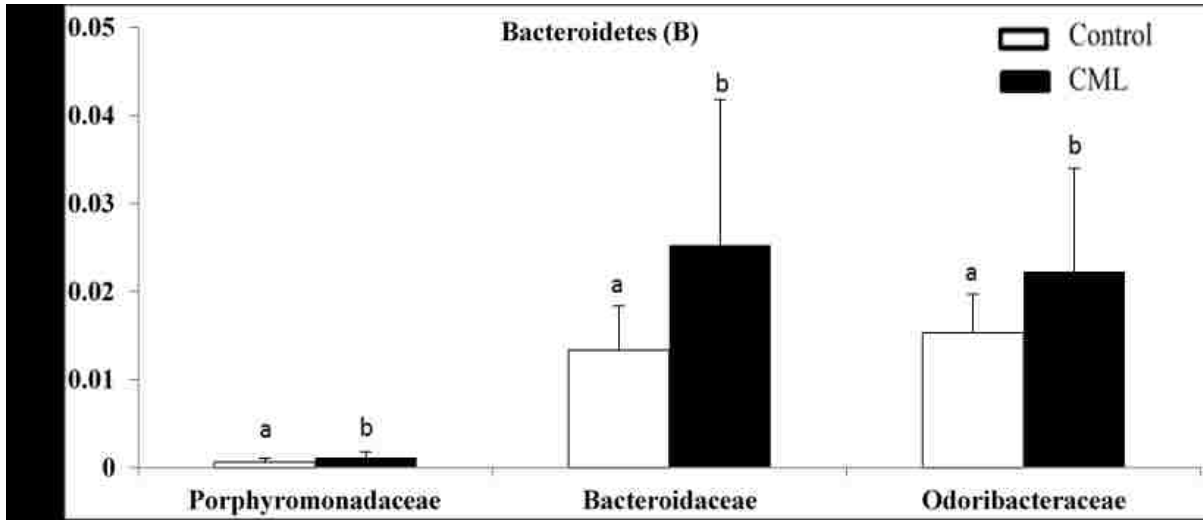 Bacteroidetes (B)
Control
CML
0.05
0.04
0.03
0.02
0.01
0
a
b
a
b
a
b
Porphyromonadaceae
Bacteroidaceae
Odoribacteraceae